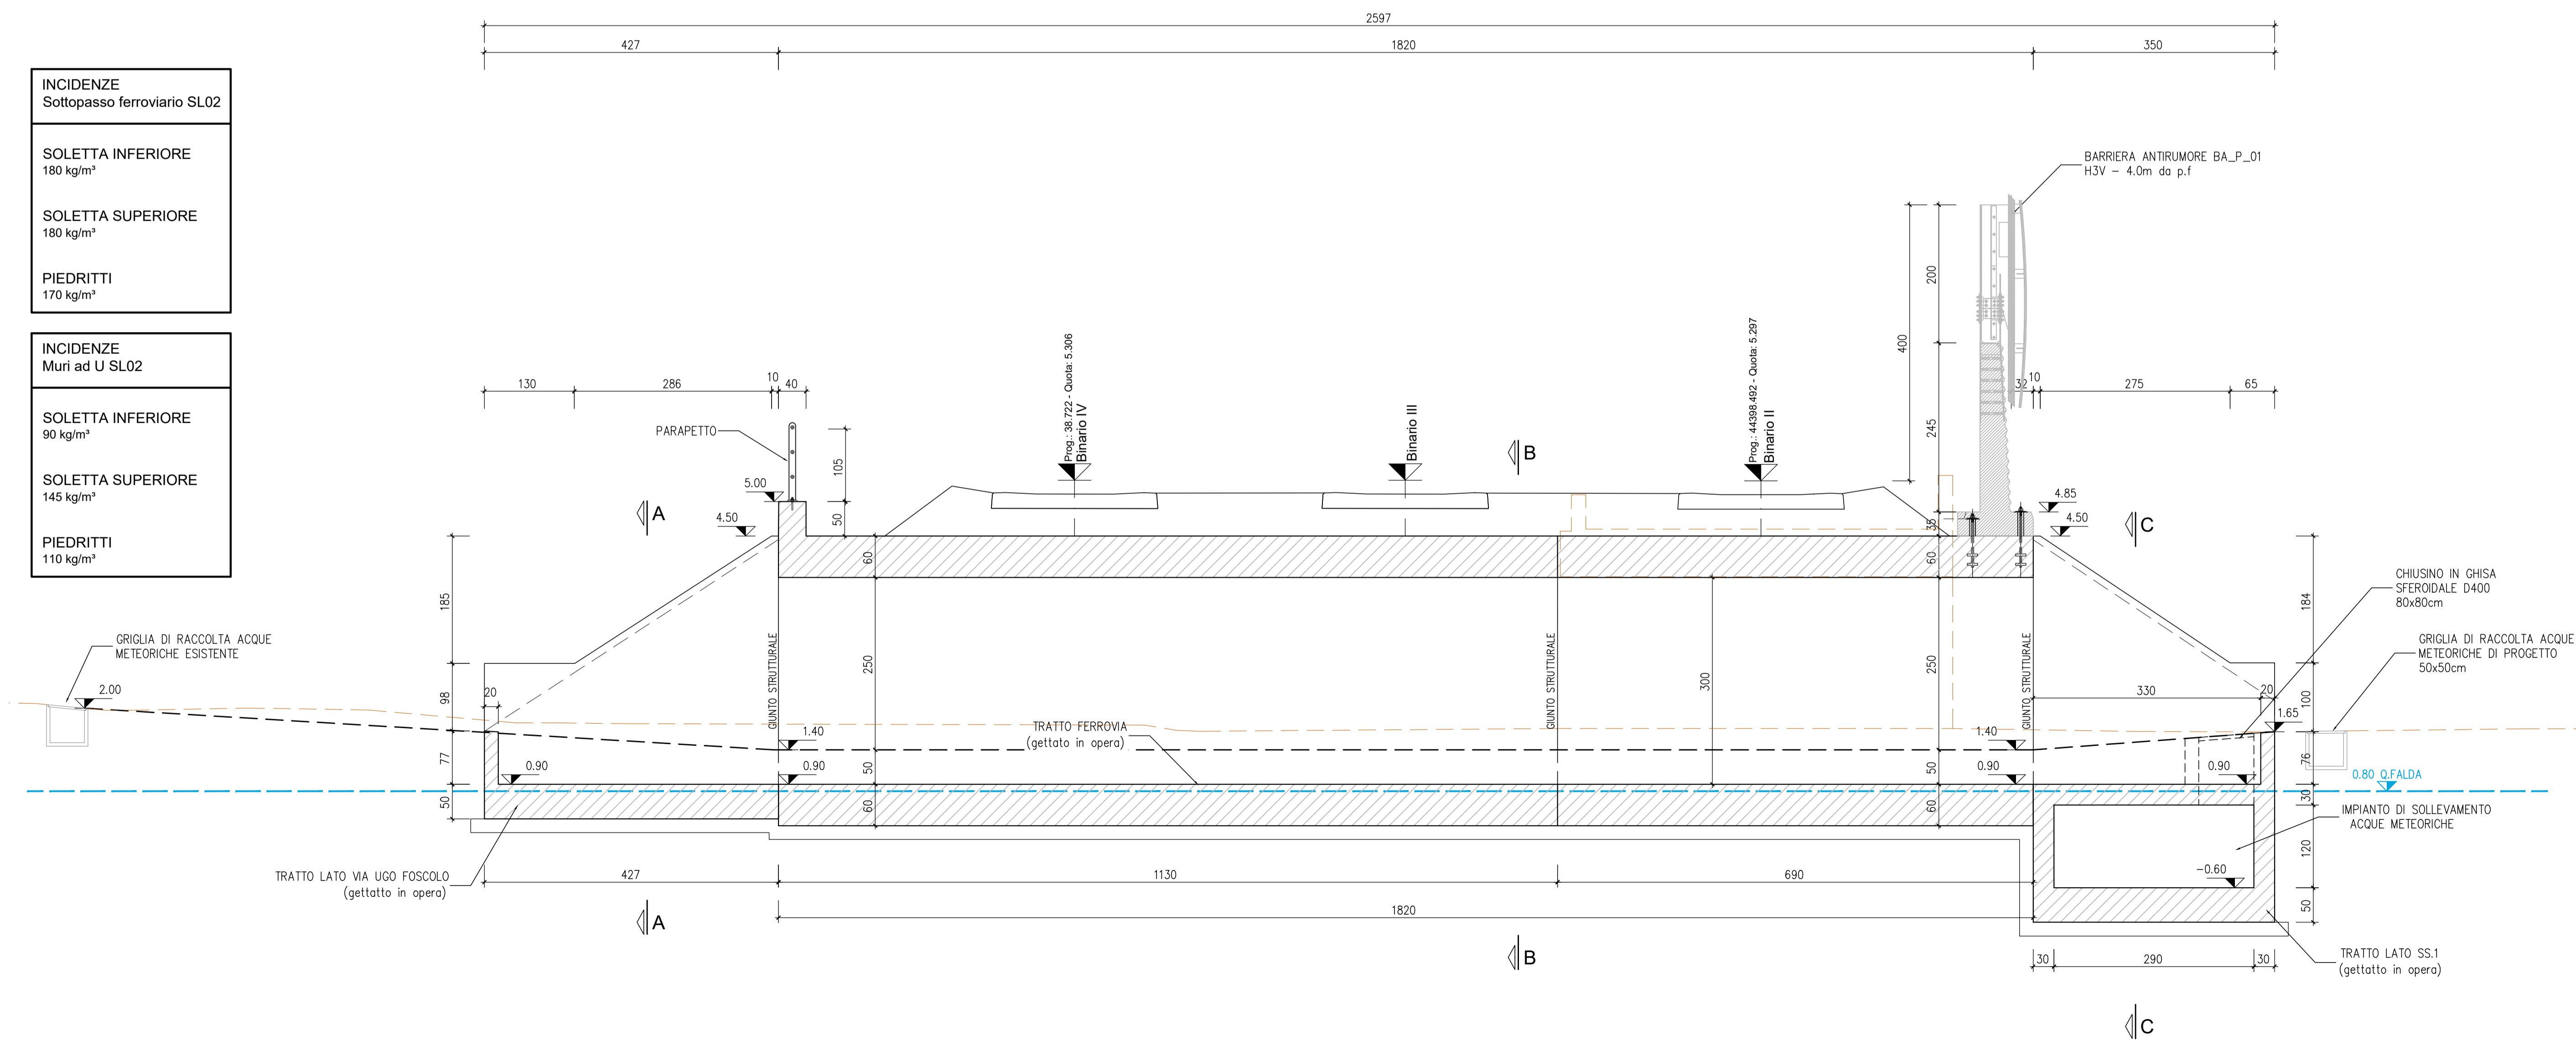 2597
427
1820
350
INCIDENZE
Sottopasso ferroviario SL02
SOLETTA INFERIORE
180 kg/m³
SOLETTA SUPERIORE
180 kg/m³
PIEDRITTI
170 kg/m³
INCIDENZE
Muri ad U SL02
SOLETTA INFERIORE
90 kg/m³
SOLETTA SUPERIORE
145 kg/m³
PIEDRITTI
110 kg/m³
BARRIERA ANTIRUMORE BA_P_01
H3V - 4.0m da p.f
130
286
10
40
PARAPETTO
105
50
5.00
4.50
A
Prog.: 38.722 - Quota: 5.306
Binario IV
Binario III
Prog.: 44398.492 - Quota: 5.297
Binario II
B
400
200
245
35
32
10
275
65
4.85
4.50
C
60
60
CHIUSINO IN GHISA
SFEROIDALE D400
80x80cm
GRIGLIA DI RACCOLTA ACQUE
METEORICHE DI PROGETTO
50x50cm
GRIGLIA DI RACCOLTA ACQUE
METEORICHE ESISTENTE
2.00
185
98
77
50
20
GIUNTO STRUTTURALE
250
GIUNTO STRUTTURALE
300
250
GIUNTO STRUTTURALE
330
20
184
100
76
30
120
50
1.65
TRATTO FERROVIA
(gettato in opera)
1.40
1.40
0.90
0.90
0.90
0.90
50
60
50
60
0.80 Q.FALDA
IMPIANTO DI SOLLEVAMENTO
ACQUE METEORICHE
-0.60
TRATTO LATO VIA UGO FOSCOLO
(gettatto in opera)
427
1130
690
1820
A
B
30
290
30
TRATTO LATO SS.1
(gettatto in opera)
C